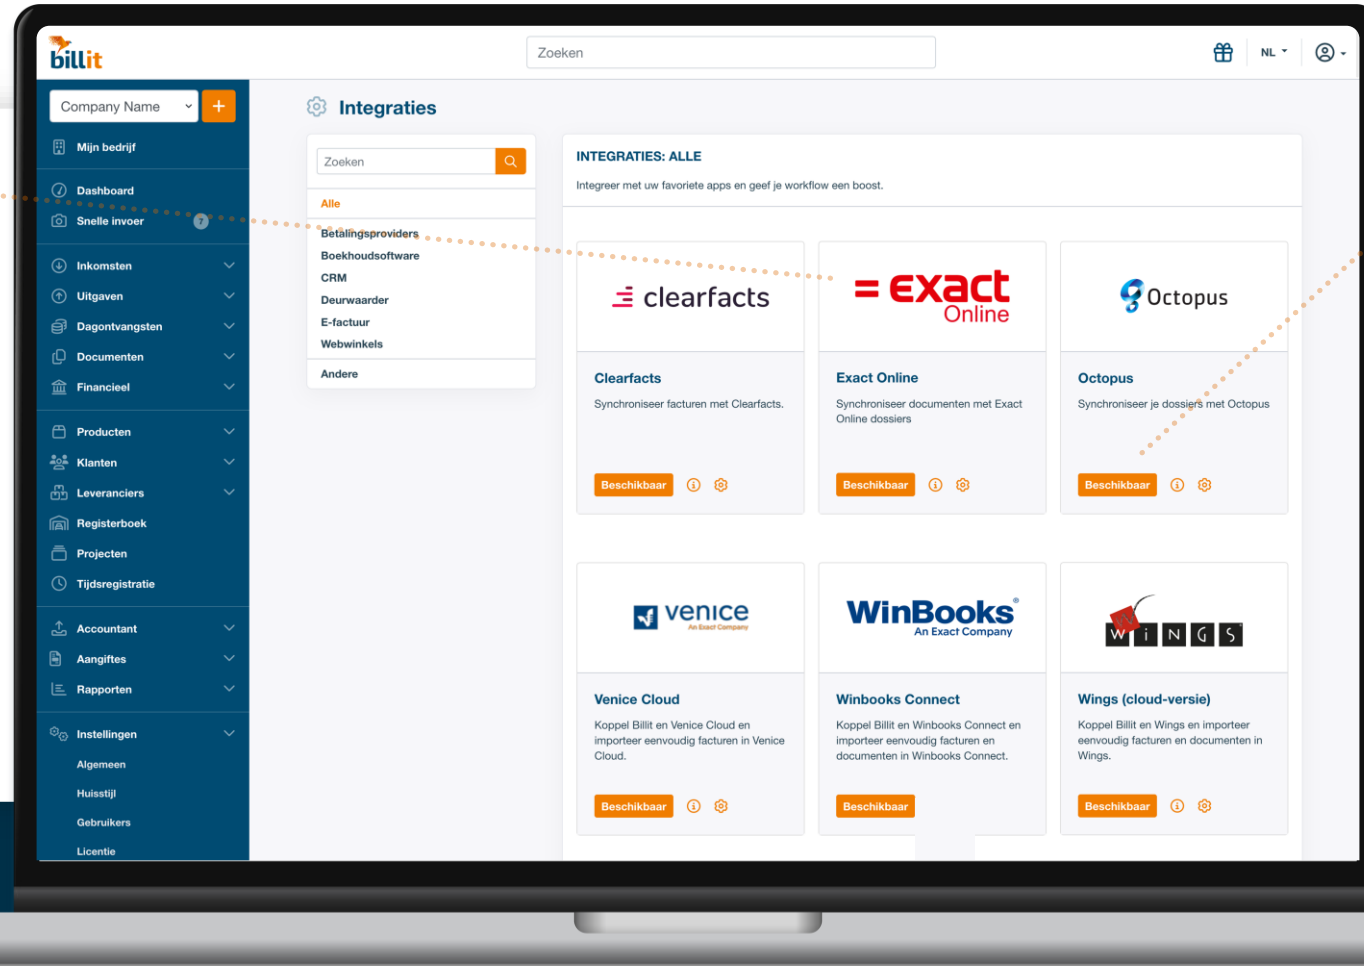 billit
Zoeken
NL
Company Name
+
Mijn bedrijf
Dashboard
Snelle invoer
7
Inkomsten
Uitgaven
Dagontvangsten
Documenten
Financieel
Producten
Klanten
Leveranciers
Registerboek
Projecten
Tijdsregistratie
Accountant
Aangiftes
Rapporten
Instellingen
Algemeen
Huisstijl
Gebruikers
Licentie
Integraties
Zoeken
Alle
Betalingsproviders
Boekhoudsoftware
CRM
Deurwaarder
E-factuur
Webwinkels
Andere
INTEGRATIES: ALLE
Integreer met uw favoriete apps en geef je workflow een boost.
clearfacts
Clearfacts
Synchroniseer facturen met Clearfacts.
Beschikbaar
= exact
Online
Exact Online
Synchroniseer documenten met Exact
Online dossiers
Beschikbaar
Octopus
Octopus
Synchroniseer je dossiers met Octopus
Beschikbaar
venice
An Exact Company
Venice Cloud
Koppel Billit en Venice Cloud en
importeer eenvoudig facturen in Venice
Cloud.
Beschikbaar
WinBooks
An Exact Company
Winbooks Connect
Koppel Billit en Winbooks Connect en
importeer eenvoudig facturen en
documenten in Winbooks Connect.
Beschikbaar
WiNGS
Wings (cloud-versie)
Koppel Billit en Wings en importeer
eenvoudig facturen en documenten in
Wings.
Beschikbaar